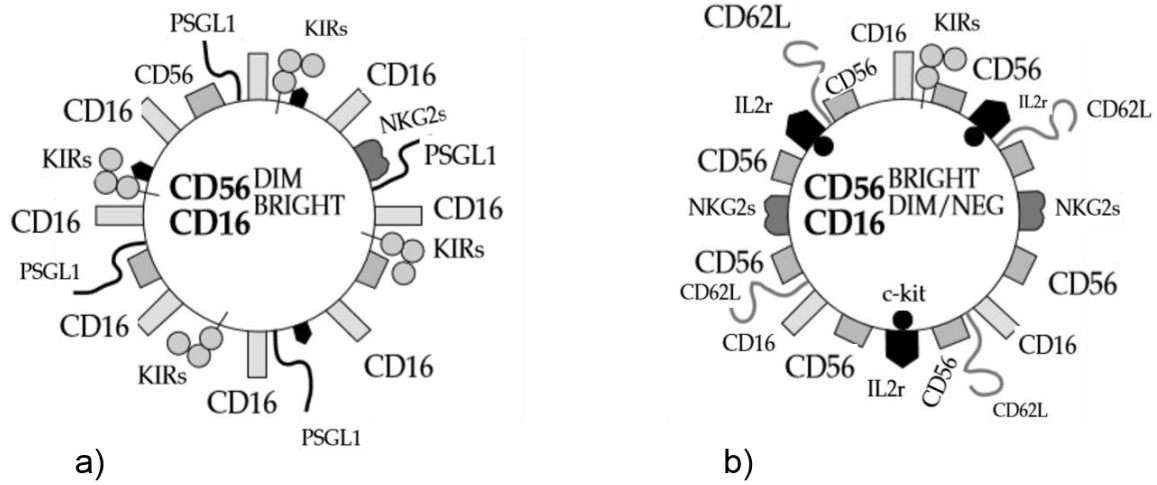 PSGL1
KIRs
CD56
CD16
CD16
NKG2s
KIRs
PSGL1
CD56 DIM
CD16 BRIGHT
CD16
CD16
KIRs
PSGL1
CD16
CD16
KIRs
CD16
PSGL1
a)
CD62L
CD16
KIRs
CD56
CD56
IL2r
IL2r
CD62L
CD56
CD56 BRIGHT
CD16 DIM/NEG
NKG2s
NKG2s
CD56
CD56
CD62L
c-kit
CD16
CD16
CD56
IL2r
CD56
CD62L
b)